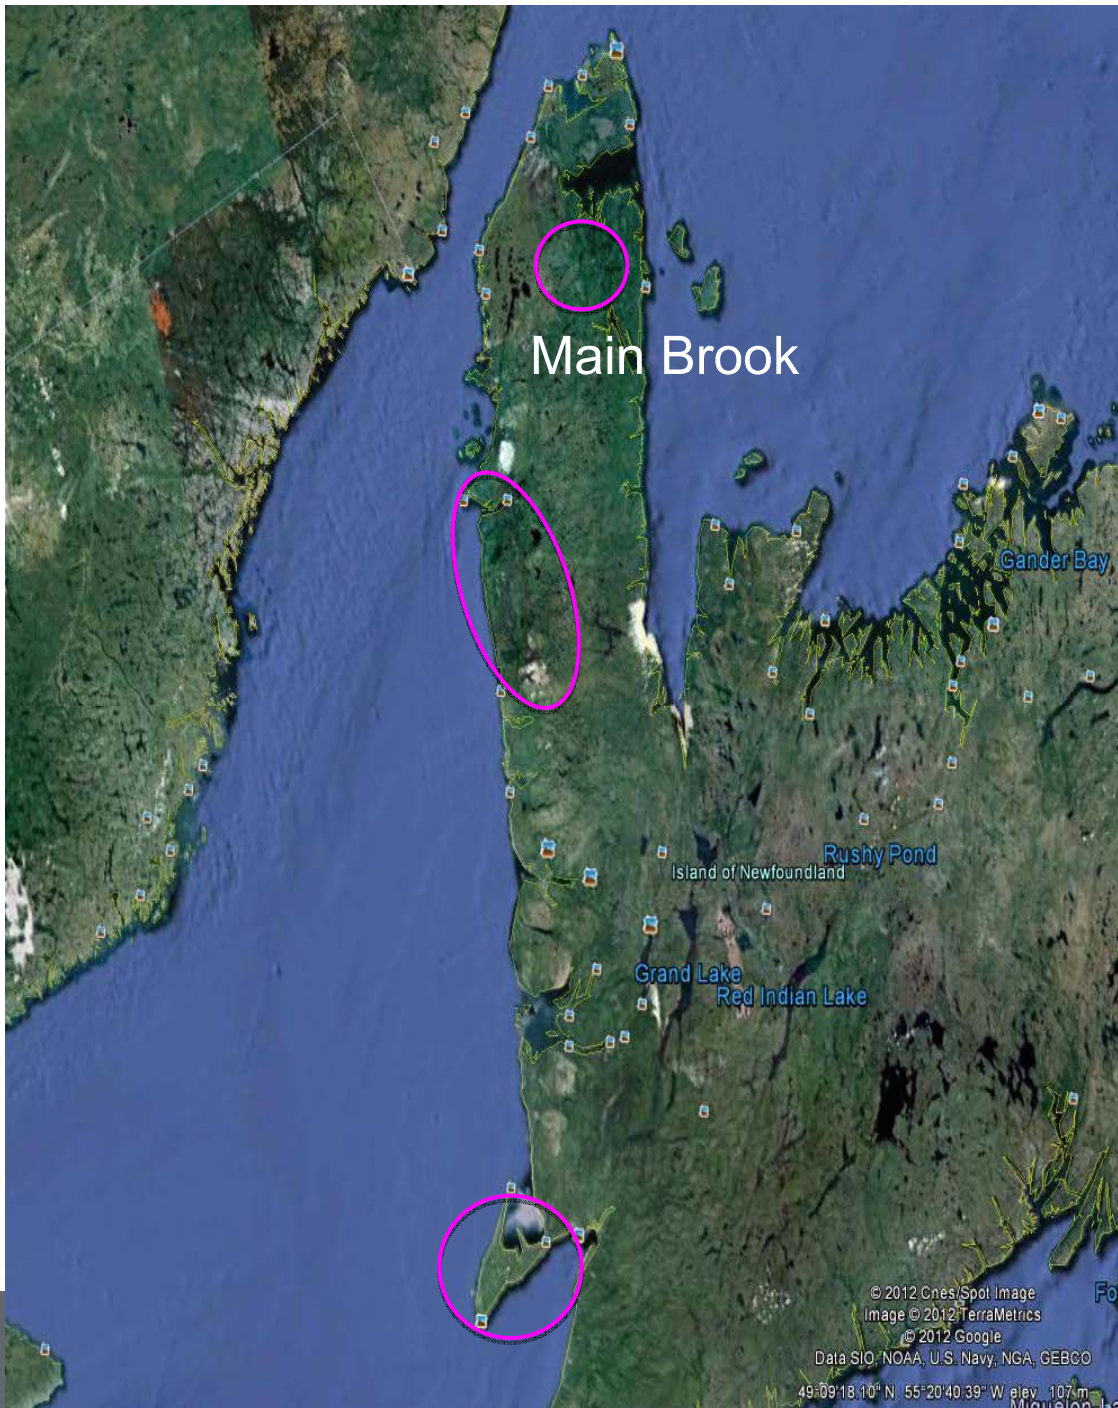 Main Brook
Gander Bay
Rushy Pond
Island of Newfoundland
Grand Lake
Red Indian Lake
© 2012 Cnes/Spot Image
Image © 2012 TerraMetrics
© 2012 Google
Data SIO, NOAA, U.S. Navy, NGA, GEBCO
49°09'18.10" N 55°20'40.39" W elev 107 m